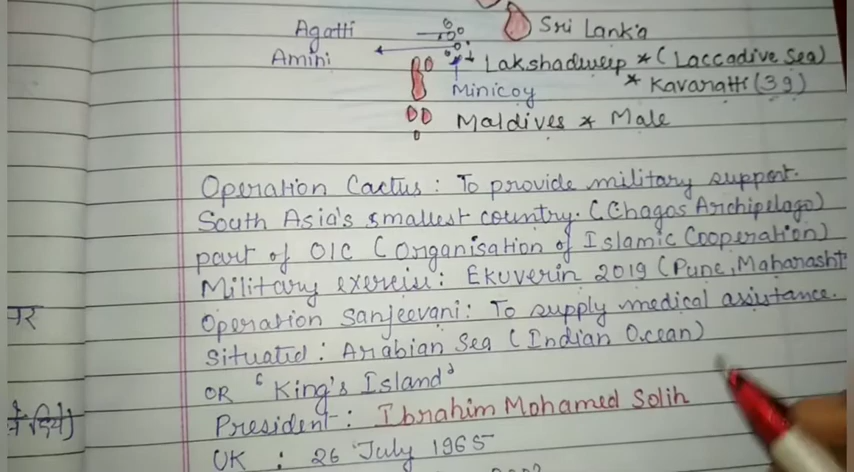 Sri Lanka
Agatti
Amini
Lakshadweep * (Laccadive Sea)
Minicoy * Kavaratti (39)
Maldives * Male
Operation Cactus : To provide military support.
South Asia's smallest country. (Chagos Archipelago)
part of OIC (Organisation of Islamic Cooperation)
Military exercise : Ekuverin 2019 (Pune, Maharasht
Operation Sanjeevani : To supply medical assistance.
situated : Arabian Sea (Indian Ocean)
OR 'King's Island'
President : Ibrahim Mohamed Solih
UK : 26 July 1965
पर